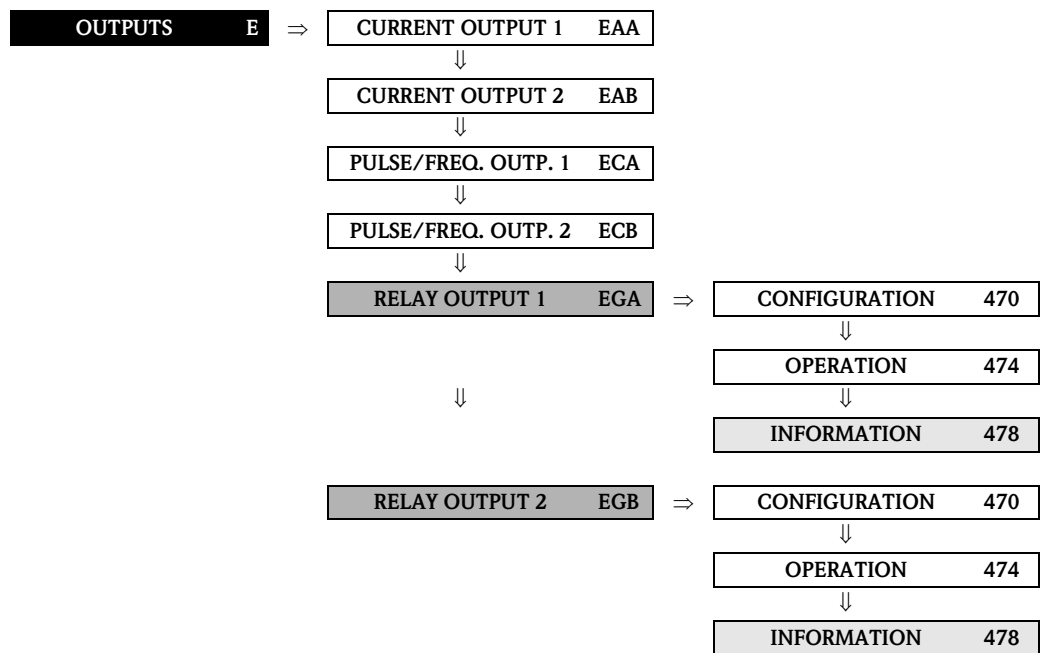 OUTPUTS E ⇒ CURRENT OUTPUT 1 EAA
⇓
CURRENT OUTPUT 2 EAB
⇓
PULSE/FREQ. OUTP. 1 ECA
⇓
PULSE/FREQ. OUTP. 2 ECB
⇓
RELAY OUTPUT 1 EGA ⇒ CONFIGURATION 470
⇓
OPERATION 474
⇓ ⇓
INFORMATION 478
RELAY OUTPUT 2 EGB ⇒ CONFIGURATION 470
⇓
OPERATION 474
⇓
INFORMATION 478